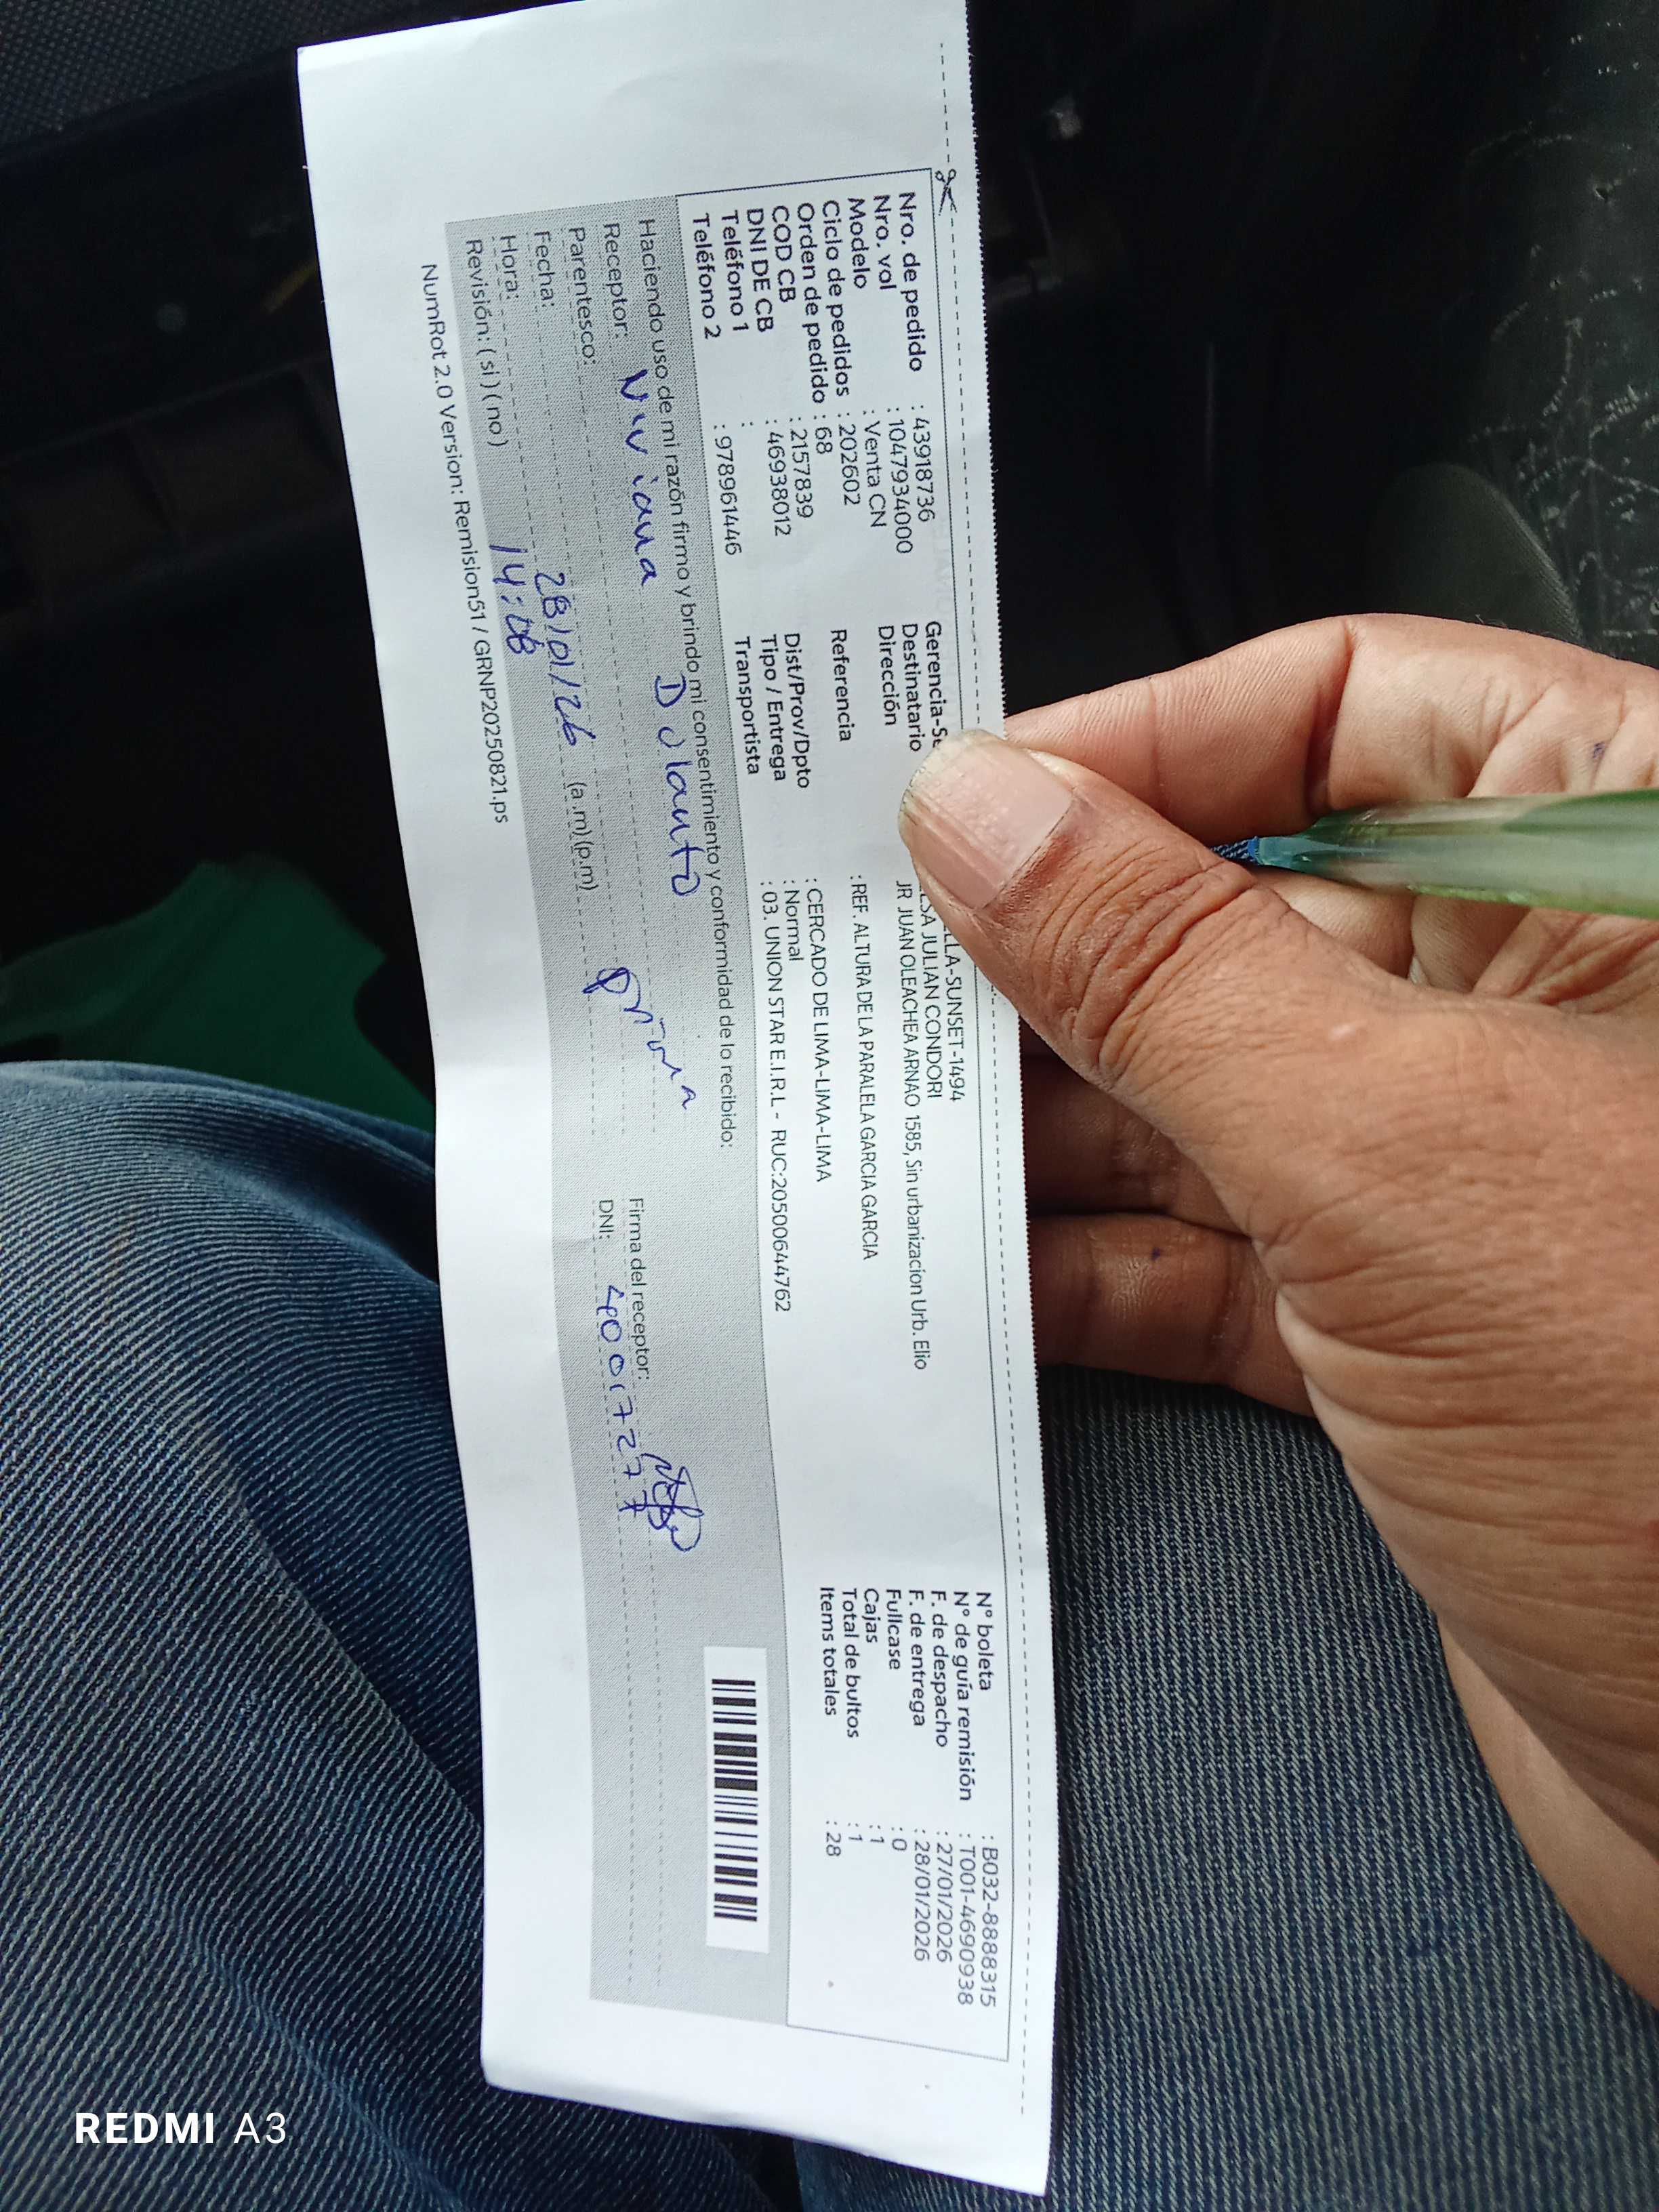 Nro. de pedido : 43918736
Nro. vol : 1047934000
Modelo : Venta CN
Ciclo de pedidos : 202602
Orden de pedido : 68
COD CB : 2157839
DNI DE CB : 46938012
Teléfono 1 :
Teléfono 2 : 978961446
Gerencia-Se LLA-SUNSET-1494
Destinatario SA JULIAN CONDORI
Dirección JR JUAN OLEACHEA ARNAO 1585, Sin urbanizacion Urb. Elio
Referencia : REF. ALTURA DE LA PARALELA GARCIA GARCIA
Dist/Prov/Dpto : CERCADO DE LIMA-LIMA-LIMA
Tipo / Entrega : Normal
Transportista : 03. UNION STAR E.I.R.L - RUC:20500644762
N° boleta : B032-8888315
N° de guía remisión : T001-46909938
F. de despacho : 27/01/2026
F. de entrega : 28/01/2026
Fullcase : 0
Cajas : 1
Total de bultos : 1
Items totales : 28
Haciendo uso de mi razón firmo y brindo mi consentimiento y conformidad de lo recibido:
Receptor: Viviana
Firma del receptor:
Parentesco:
DNI: 40017277
Fecha: 28/01/26
Hora: 14:08 (a.m)(p.m)
Revisión: ( si ) ( no )
NumRot 2.0 Version: Remision51 / GRNP20250821.ps
REDMI A3